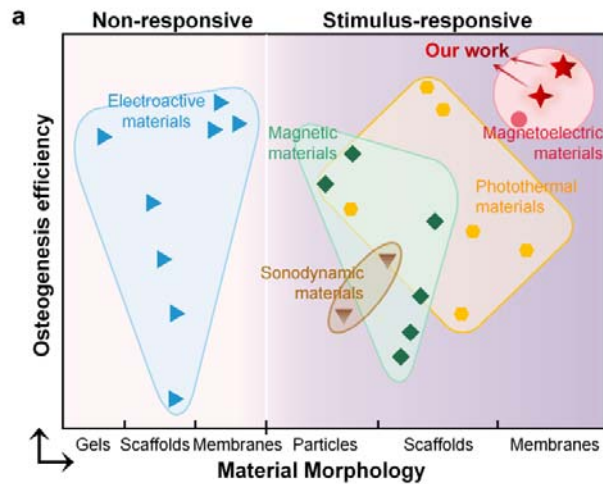 a
Non-responsive
Stimulus-responsive
Our work
Electroactive
materials
Magnetic
materials
Magnetoelectric
materials
Photothermal
materials
Sonodynamic
materials
Osteogenesis efficiency
Gels Scaffolds Membranes Particles Scaffolds Membranes
Material Morphology